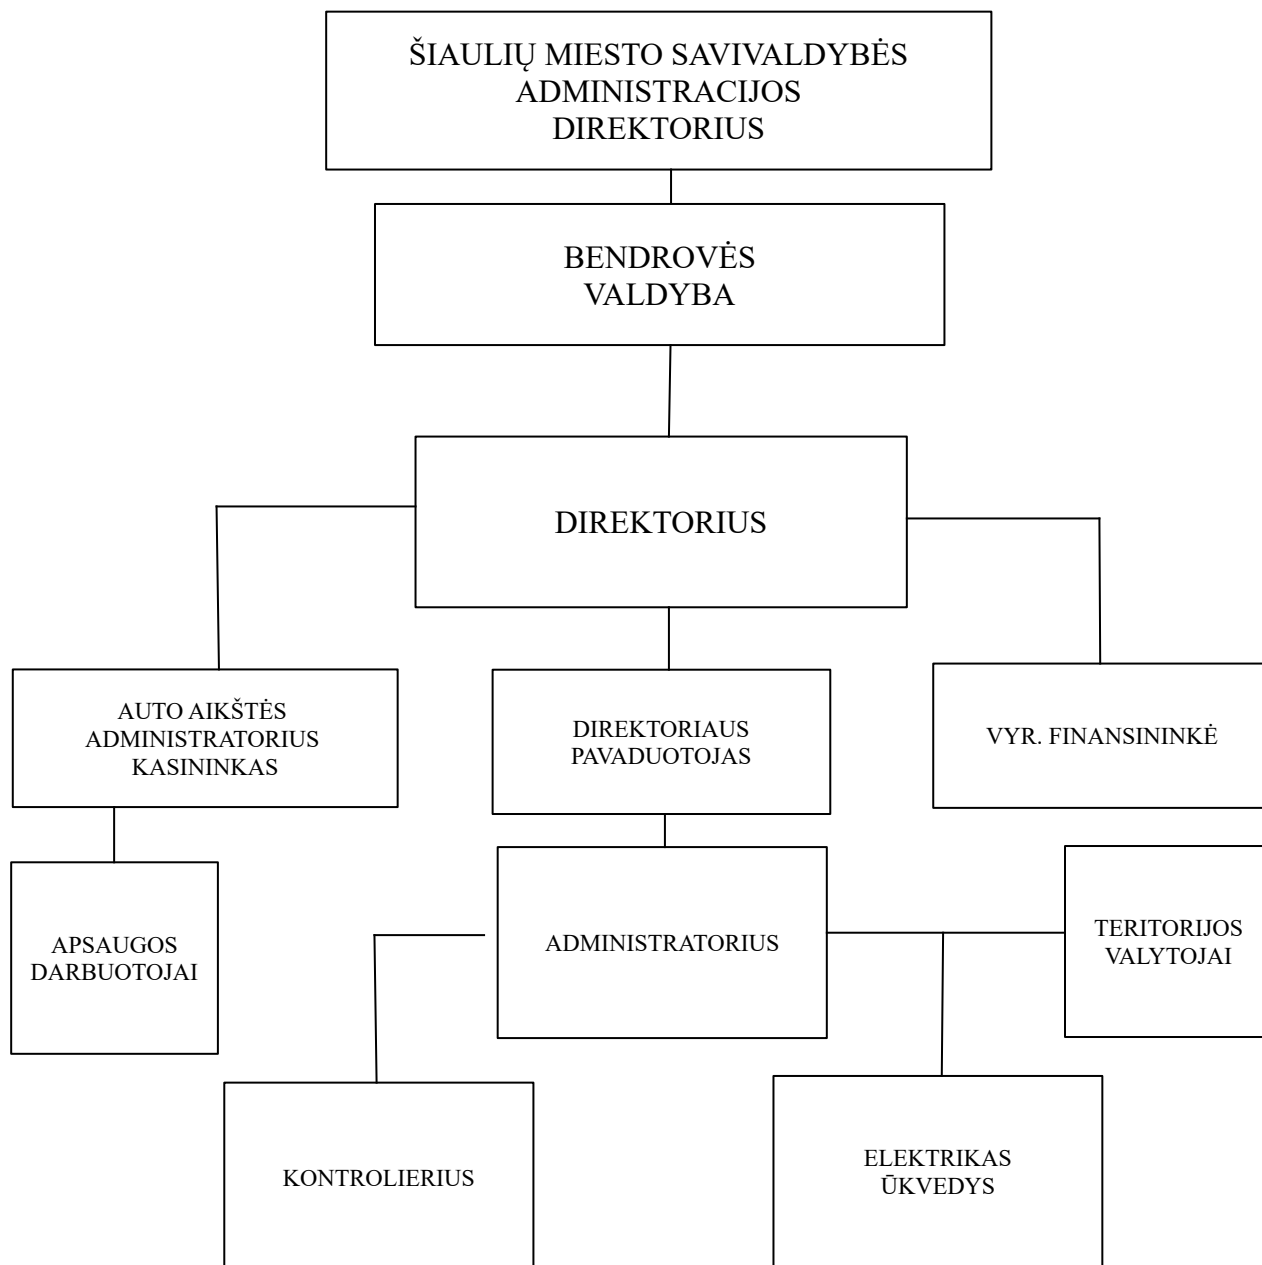 ŠIAULIŲ MIESTO SAVIVALDYBĖS
ADMINISTRACIJOS
DIREKTORIUS
BENDROVĖS
VALDYBA
DIREKTORIUS
AUTO AIKŠTĖS
ADMINISTRATORIUS
KASININKAS
DIREKTORIAUS
PAVADUOTOJAS
VYR. FINANSININKĖ
APSAUGOS
DARBUOTOJAI
ADMINISTRATORIUS
TERITORIJOS
VALYTOJAI
KONTROLIERIUS
ELEKTRIKAS
ŪKVEDYS